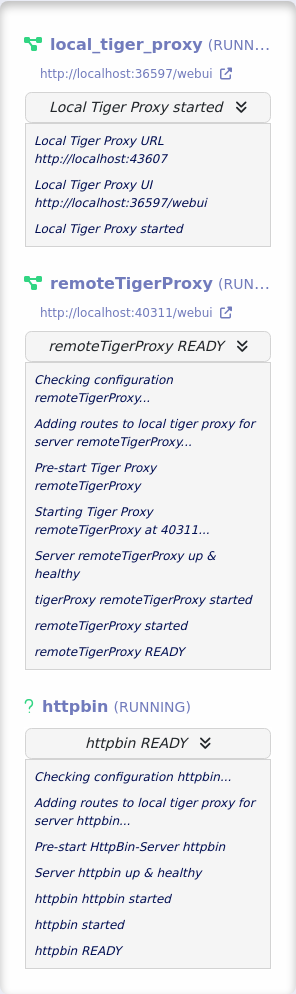 local_tiger_proxy (RUNN...
http://localhost:36597/webui
Local Tiger Proxy started
Local Tiger Proxy URL
http://localhost:43607
Local Tiger Proxy UI
http://localhost:36597/webui
Local Tiger Proxy started
remoteTigerProxy (RUN...
http://localhost:40311/webui
remoteTigerProxy READY
Checking configuration
remoteTigerProxy...
Adding routes to local tiger proxy for
server remoteTigerProxy...
Pre-start Tiger Proxy
remoteTigerProxy
Starting Tiger Proxy
remoteTigerProxy at 40311...
Server remoteTigerProxy up &
healthy
tigerProxy remoteTigerProxy started
remoteTigerProxy started
remoteTigerProxy READY
? httpbin (RUNNING)
httpbin READY
Checking configuration httpbin...
Adding routes to local tiger proxy for
server httpbin...
Pre-start HttpBin-Server httpbin
Server httpbin up & healthy
httpbin httpbin started
httpbin started
httpbin READY